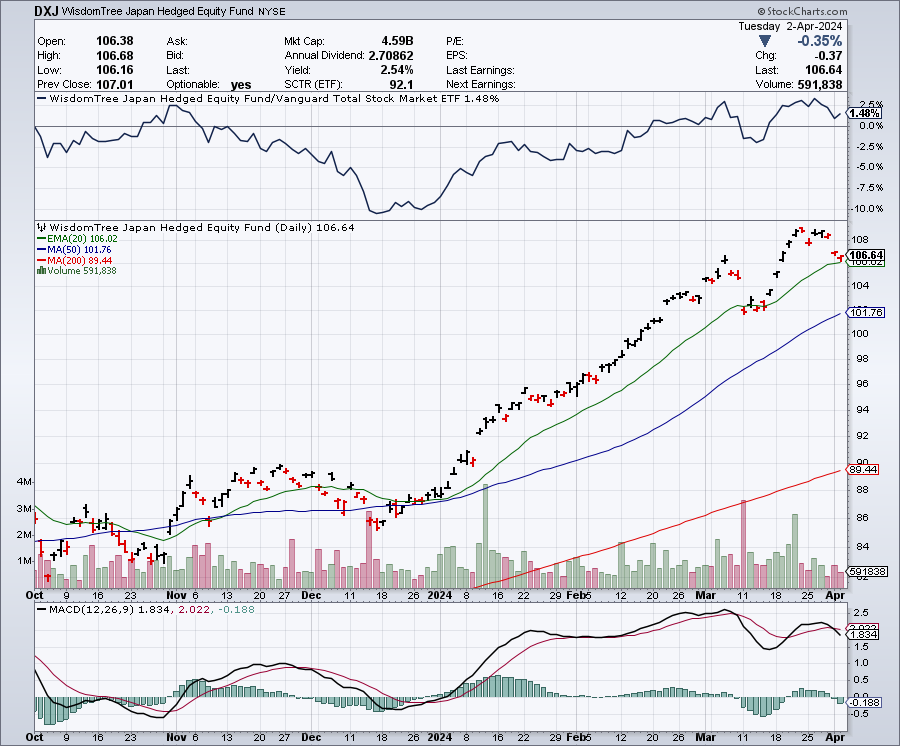 DXJ WisdomTree Japan Hedged Equity Fund NYSE
© StockCharts.com
Tuesday 2-Apr-2024
Open: 106.38 Ask: Mkt Cap: 4.59B P/E: ▼ -0.35%
High: 106.68 Bid: Annual Dividend: 2.70862 EPS: Chg: -0.37
Low: 106.16 Last: Yield: 2.54% Last Earnings: Last: 106.64
Prev Close: 107.01 Optionable: yes SCTR (ETF): 92.1 Next Earnings: Volume: 591,838
WisdomTree Japan Hedged Equity Fund/Vanguard Total Stock Market ETF 1.48%
2.5%
1.48%
0.0%
-2.5%
-5.0%
-7.5%
-10.0%
WisdomTree Japan Hedged Equity Fund (Daily) 106.64
EMA(20) 106.02
MA(50) 101.76
MA(200) 89.44
Volume 591,838
108
106.64
106.02
104
101.76
100
98
96
94
92
90
89.44
88
4M
3M
86
2M
84
1M
591838
82
Oct 9 16 23 Nov 6 13 20 27 Dec 11 18 26 2024 8 16 22 29 Feb 5 12 20 26 Mar 11 18 25 Apr
MACD(12,26,9) 1.834, 2.022, -0.188
2.5
2.022
1.834
1.5
1.0
0.5
0.0
-0.188
-0.5
Oct 9 16 23 Nov 6 13 20 27 Dec 11 18 26 2024 8 16 22 29 Feb 5 12 20 26 Mar 11 18 25 Apr